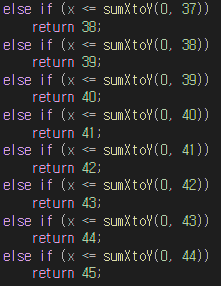 else if (x <= sumXtoY(0, 37))
return 38;
else if (x <= sumXtoY(0, 38))
return 39;
else if (x <= sumXtoY(0, 39))
return 40;
else if (x <= sumXtoY(0, 40))
return 41;
else if (x <= sumXtoY(0, 41))
return 42;
else if (x <= sumXtoY(0, 42))
return 43;
else if (x <= sumXtoY(0, 43))
return 44;
else if (x <= sumXtoY(0, 44))
return 45;